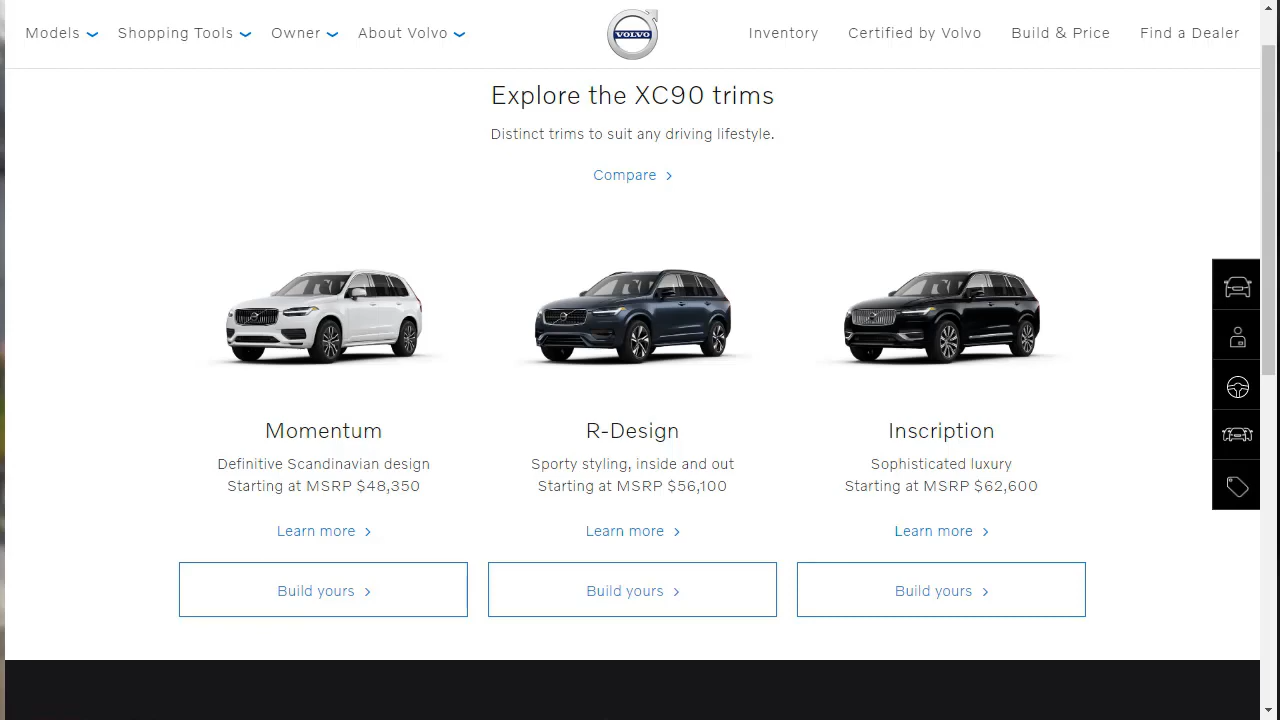 Models
Shopping Tools
Owner
About Volvo
VOLVO
Inventory
Certified by Volvo
Build & Price
Find a Dealer
Explore the XC90 trims
Distinct trims to suit any driving lifestyle.
Compare
Momentum
Definitive Scandinavian design
Starting at MSRP $48,350
Learn more
Build yours
R-Design
Sporty styling, inside and out
Starting at MSRP $56,100
Learn more
Build yours
Inscription
Sophisticated luxury
Starting at MSRP $62,600
Learn more
Build yours